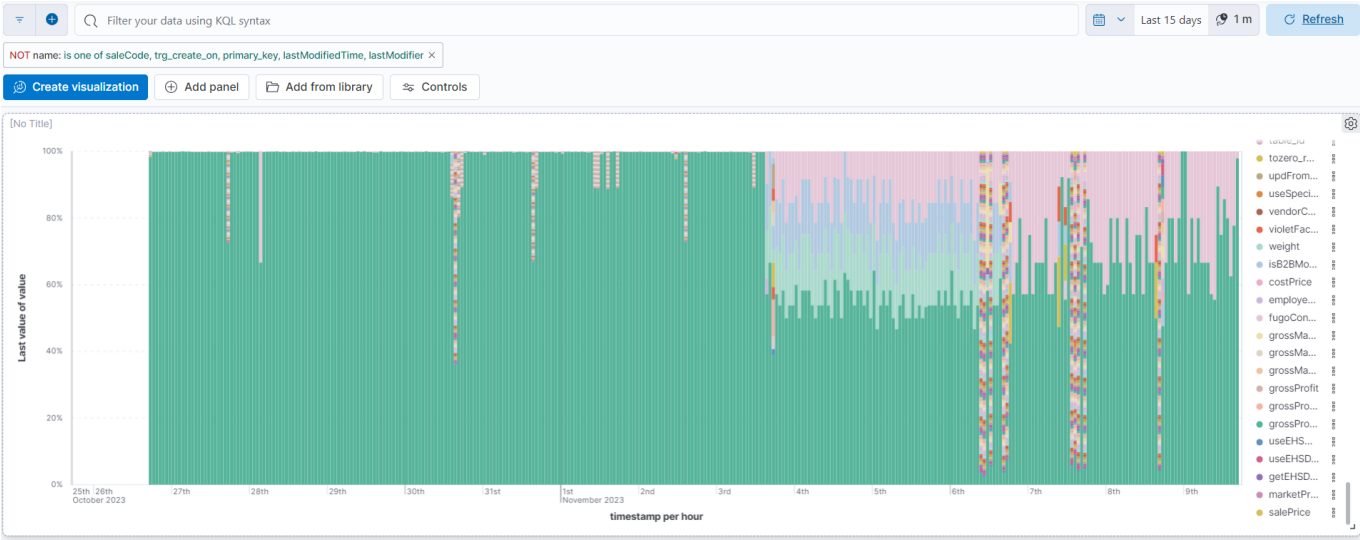 Filter your data using KQL syntax
Last 15 days
1 m
Refresh
NOT name: is one of saleCode, trg_create_on, primary_key, lastModifiedTime, lastModifier ×
Create visualization
Add panel
Add from library
Controls
[No Title]
100%
80%
60%
40%
20%
0%
Last value of value
25th
26th
27th
28th
29th
30th
31st
1st
2nd
3rd
4th
5th
6th
7th
8th
9th
October 2023
November 2023
timestamp per hour
table_id
tozero_r...
updFrom...
useSpeci...
vendorC...
violetFac...
weight
isB2BMo...
costPrice
employe...
fugoCon...
grossMa...
grossMa...
grossMa...
grossProfit
grossPro...
grossPro...
useEHS...
useEHSD...
getEHSD...
marketPr...
salePrice